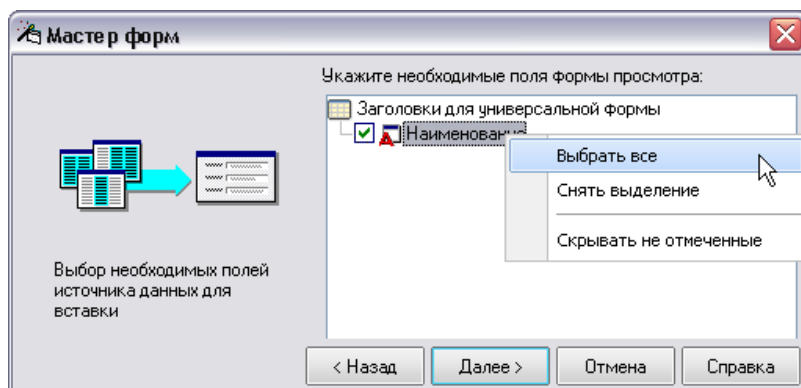 Мастер форм
Укажите необходимые поля формы просмотра:
Заголовки для универсальной формы
Наименование
Выбрать все
Снять выделение
Скрывать не отмеченные
Выбор необходимых полей
источника данных для
вставки
< Назад
Далее >
Отмена
Справка